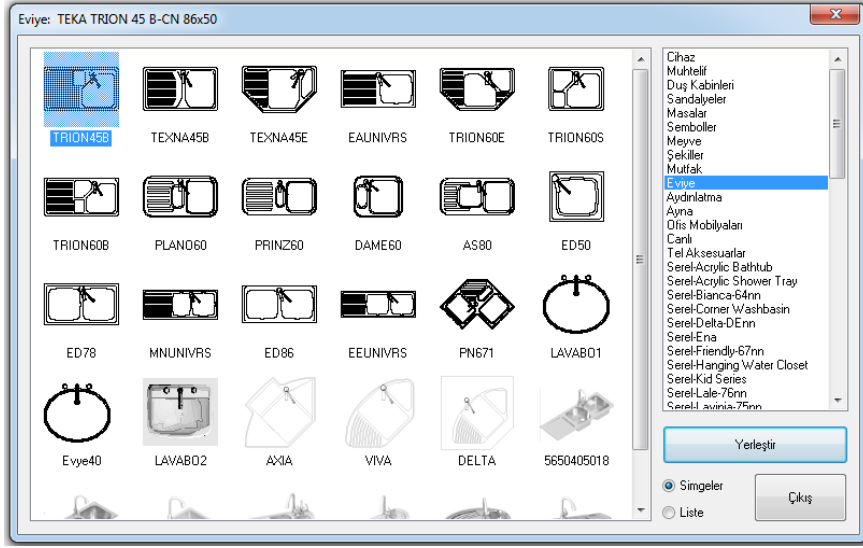 Eviye: TEKA TRION 45 B-CN 86x50
TRION45B TEXNA45B TEXNA45E EAUNIVRS TRION60E TRION60S
TRION60B PLANO60 PRINZ60 DAME60 AS80 ED50
ED78 MNUNIVRS ED86 EEUNIVRS PN671 LAVABO1
Evye40 LAVABO2 AXIA VIVA DELTA 5650405018
Cihaz
Muhtelif
Duş Kabinleri
Sandalyeler
Masalar
Semboller
Meyve
Şekiller
Mutfak
Eviye
Aydınlatma
Ayna
Ofis Mobilyaları
Canlı
Tel Aksesuarlar
Serel-Acrylic Bathtub
Serel-Acrylic Shower Tray
Serel-Bianca-64nn
Serel-Corner Washbasin
Serel-Delta-DEnn
Serel-Ena
Serel-Friendly-67nn
Serel-Hanging Water Closet
Serel-Kid Series
Serel-Lale-76nn
Serel-Lavinia-75nn
Yerleştir
Simgeler
Liste
Çıkış